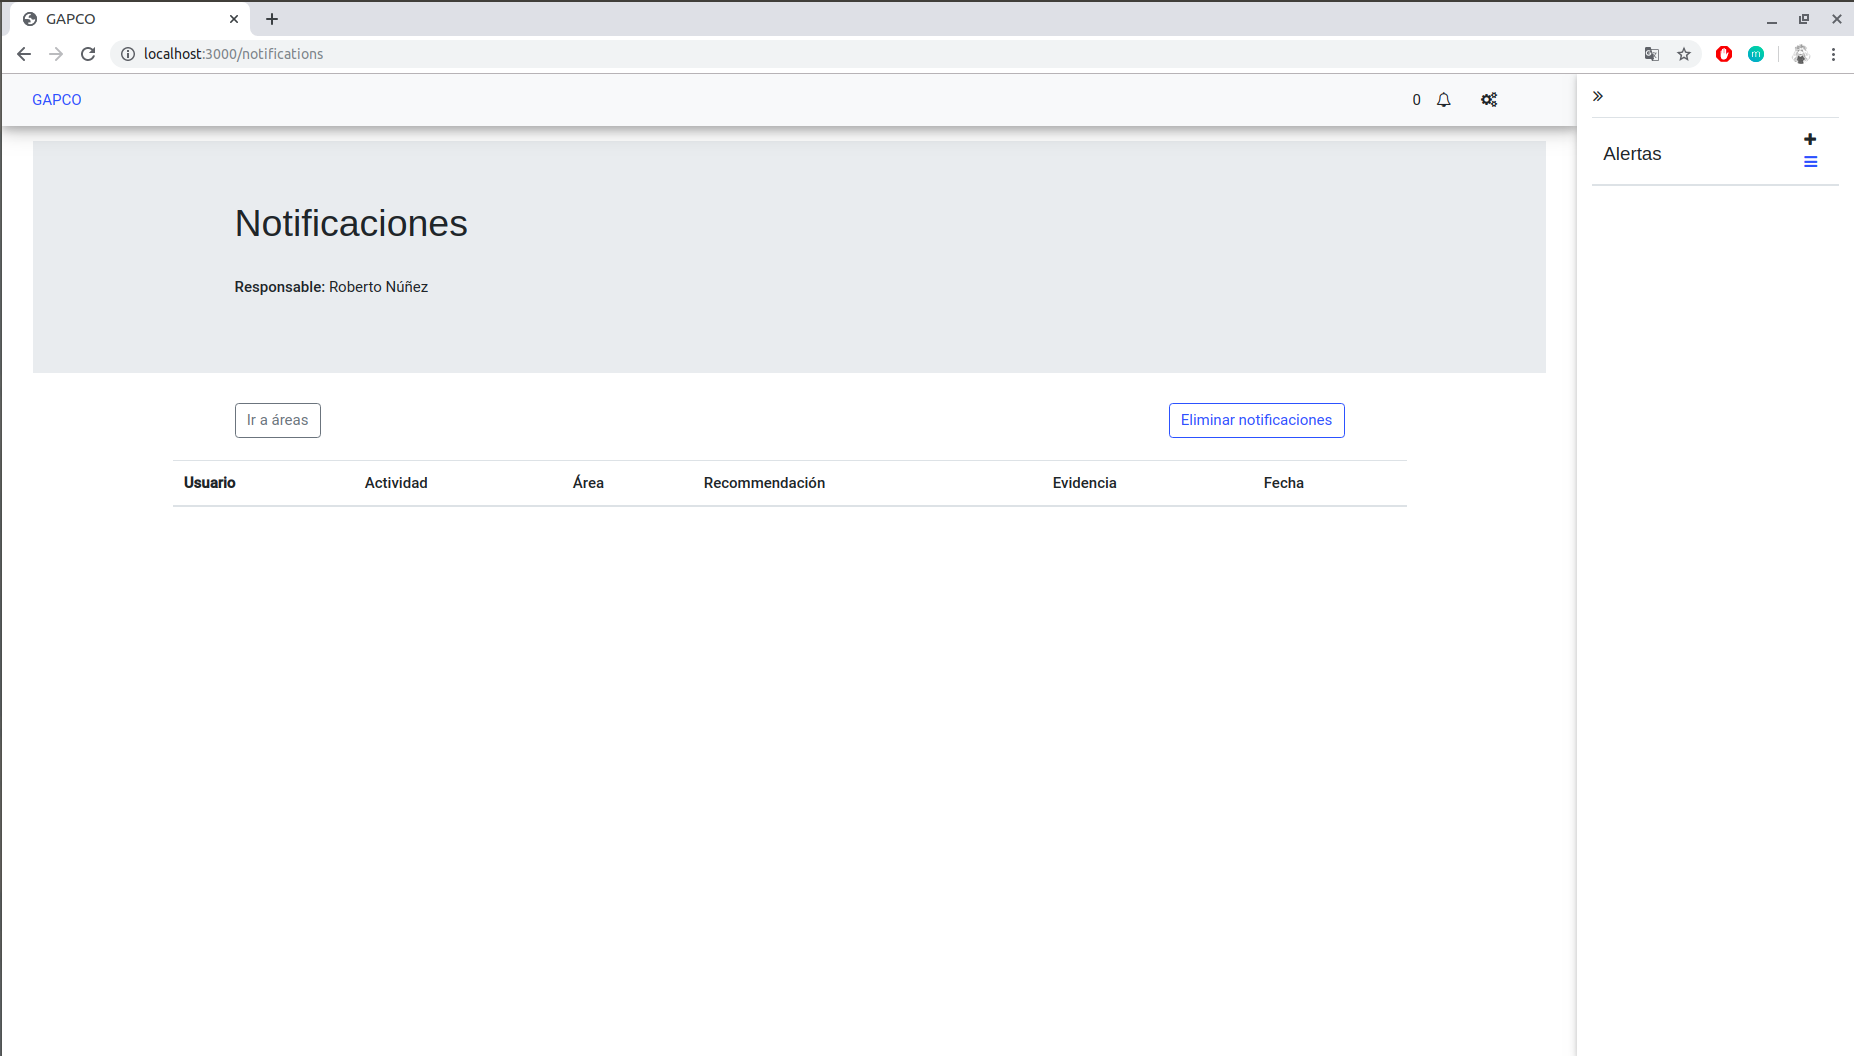 GAPCO
localhost:3000/notifications
GAPCO
0
Alertas
Notificaciones
Responsable: Roberto Núñez
Ir a áreas
Eliminar notificaciones
Usuario Actividad Área Recommendación Evidencia Fecha